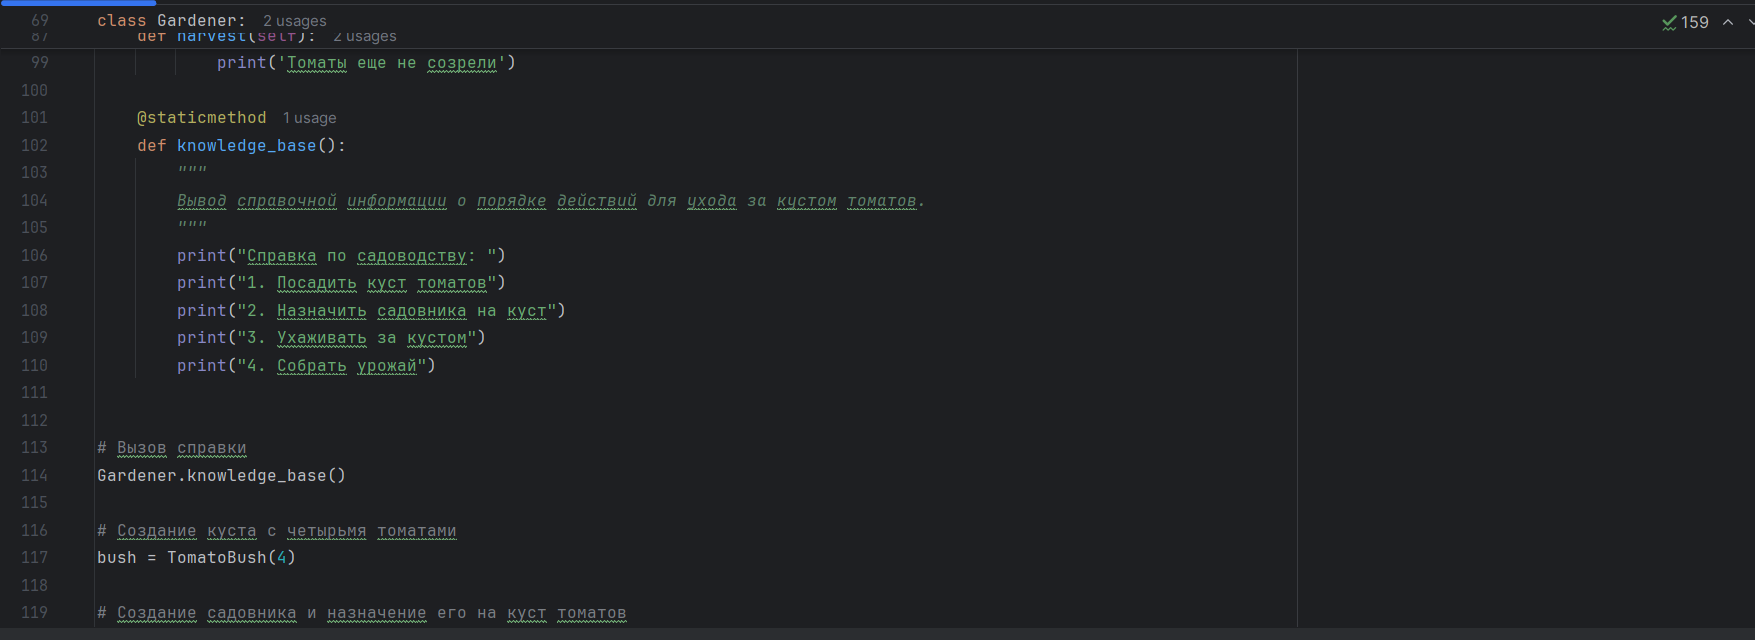 69 class Gardener: 2 usages 159
87 def harvest(self): 2 usages
99 print('Томаты еще не созрели')
100
101 @staticmethod 1 usage
102 def knowledge_base():
103 """
104 Вывод справочной информации о порядке действий для ухода за кустом томатов.
105 """
106 print("Справка по садоводству: ")
107 print("1. Посадить куст томатов")
108 print("2. Назначить садовника на куст")
109 print("3. Ухаживать за кустом")
110 print("4. Собрать урожай")
111
112
113 # Вызов справки
114 Gardener.knowledge_base()
115
116 # Создание куста с четырьмя томатами
117 bush = TomatoBush(4)
118
119 # Создание садовника и назначение его на куст томатов